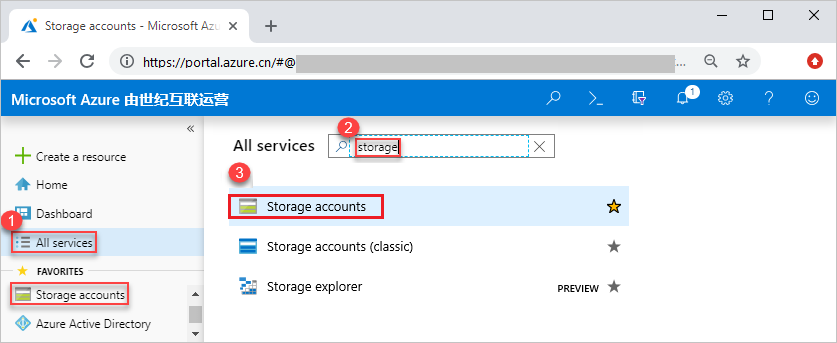 Storage accounts - Microsoft Azu
https://portal.azure.cn/#@
...
Microsoft Azure 由世纪互联运营
1
«
All services
2
storage
Create a resource
Home
Dashboard
1
All services
FAVORITES
Storage accounts
Azure Active Directory
3
Storage accounts
Storage accounts (classic)
Storage explorer
PREVIEW